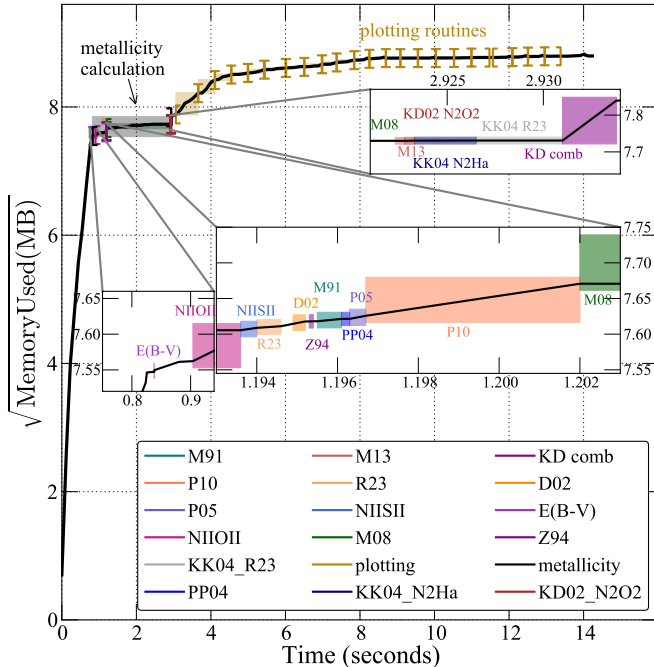 plotting routines
metallicity
calculation
2.925 2.930
KD02 N2O2
M08
M13
KK04 R23
KK04 N2Ha
KD comb
7.8
7.7
8
6
4
2
0
√MemoryUsed(MB)
7.75
7.70
7.65
7.60
7.55
NIIOII
NIISII
R23
D02
Z94
M91
PP04
P05
P10
M08
1.194 1.196 1.198 1.200 1.202
7.65
7.60
7.55
E(B-V)
0.8 0.9
M91 M13 KD comb
P10 R23 D02
P05 NIISII E(B-V)
NIIOII M08 Z94
KK04_R23 plotting metallicity
PP04 KK04_N2Ha KD02_N2O2
0 2 4 6 8 10 12 14
Time (seconds)